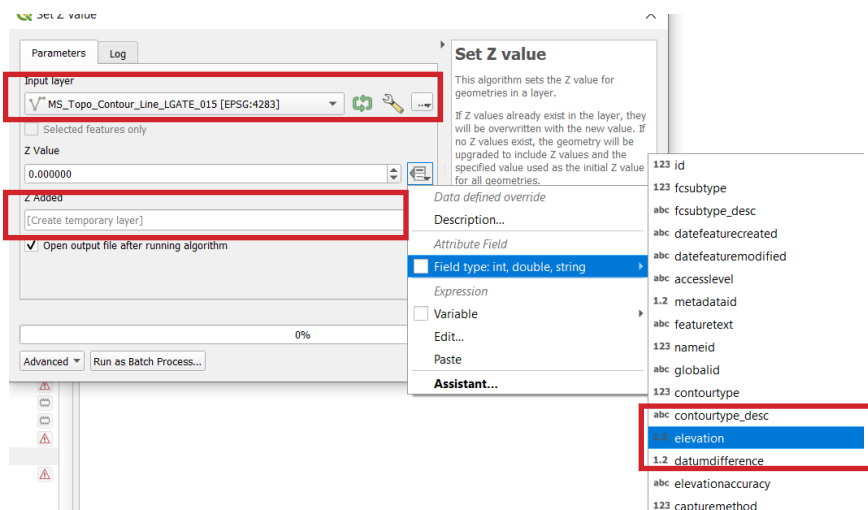 Set Z Value
Parameters
Log
Input layer
MS_Topo_Contour_Line_LGATE_015 [EPSG:4283]
Selected features only
Z Value
0.000000
Z Added
[Create temporary layer]
Open output file after running algorithm
0%
Advanced
Run as Batch Process...
Set Z value
This algorithm sets the Z value for
geometries in a layer.
If Z values already exist in the layer, they
will be overwritten with the new value. If
no Z values exist, the geometry will be
upgraded to include Z values and the
specified value used as the initial Z value
for all geometries.
Data defined override
Description...
Attribute Field
Field type: int, double, string
Expression
Variable
Edit...
Paste
Assistant...
123 id
123 fcsubtype
abc fcsubtype_desc
abc datefeaturecreated
abc datefeaturemodified
abc accesslevel
1.2 metadataid
abc featuretext
123 nameid
abc globalid
123 contourtype
abc contourtype_desc
1.2 elevation
1.2 datumdifference
abc elevationaccuracy
123 capturemethod